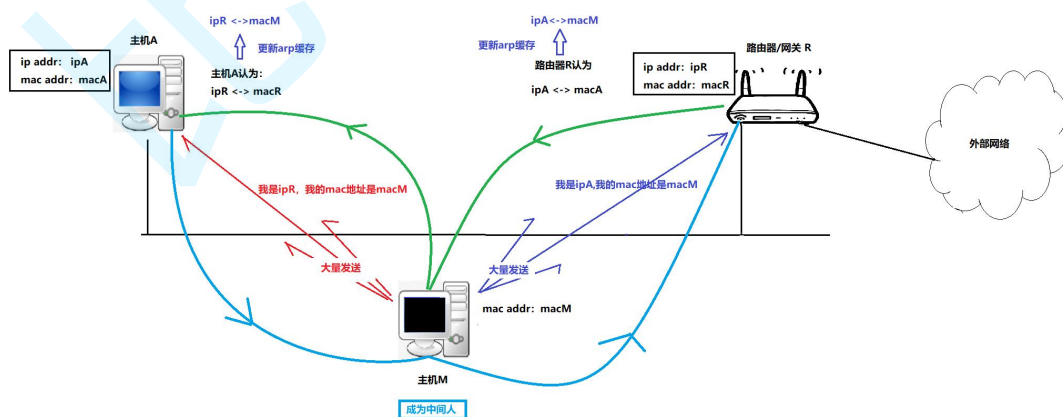 ipR <->macM
更新arp缓存
主机A
ip addr: ipA
mac addr: macA
主机A认为:
ipR <-> macR
ipA<->macM
更新arp缓存
路由器R认为
ipA <-> macA
路由器/网关 R
ip addr: ipR
mac addr: macR
外部网络
我是ipR，我的mac地址是macM
我是ipA,我的mac地址是macM
大量发送
大量发送
mac addr: macM
主机M
成为中间人